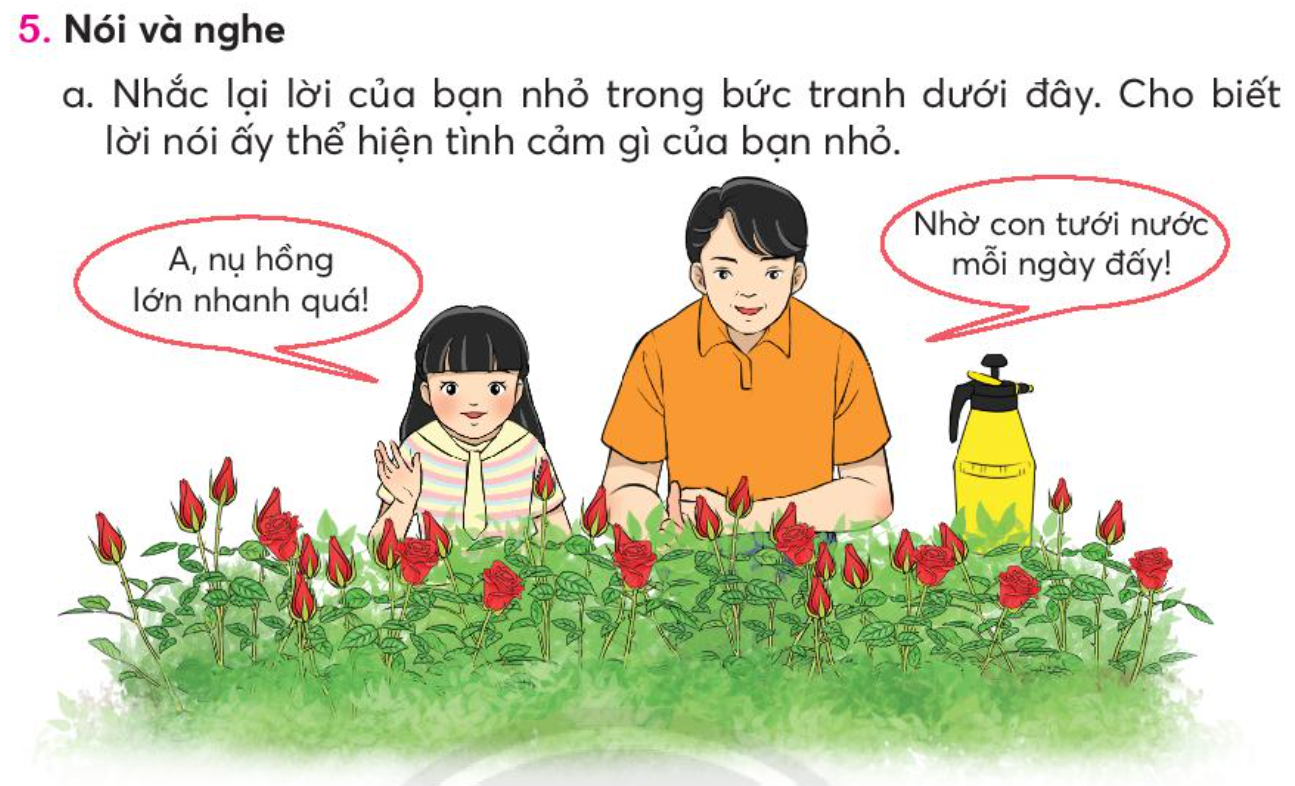 5. Nói và nghe
a. Nhắc lại lời của bạn nhỏ trong bức tranh dưới đây. Cho biết
lời nói ấy thể hiện tình cảm gì của bạn nhỏ.
A, nụ hồng
lớn nhanh quá!
Nhờ con tưới nước
mỗi ngày đấy!